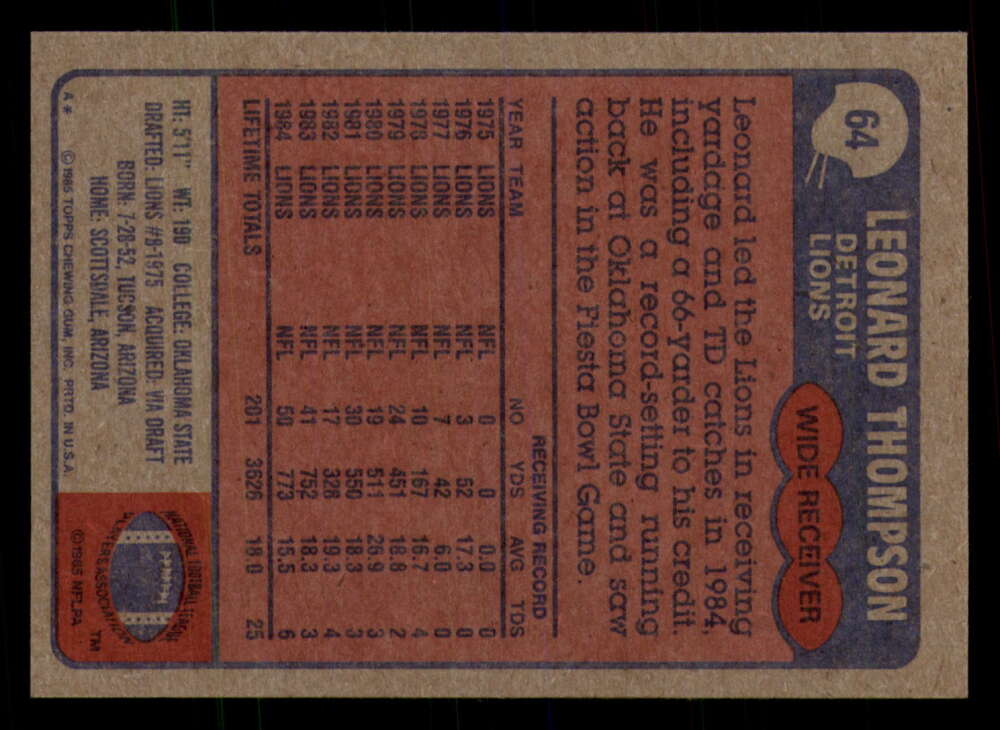 64
LEONARD THOMPSON
DETROIT
LIONS
WIDE RECEIVER
Leonard led the Lions in receiving
yardage and TD catches in 1984,
including a 66-yarder to his credit.
He was a record-setting running
back at Oklahoma State and saw
action in the Fiesta Bowl Game.
RECEIVING RECORD
YEAR TEAM NO YDS AVG TDS
1975 LIONS NFL 0 0 0.0 0
1976 LIONS NFL 3 52 17.3 0
1977 LIONS NFL 7 42 6.0 0
1978 LIONS NFL 10 167 16.7 4
1979 LIONS NFL 24 451 18.8 2
1980 LIONS NFL 19 511 26.9 3
1981 LIONS NFL 30 550 18.3 3
1982 LIONS NFL 17 328 19.3 4
1983 LIONS NFL 41 752 18.3 3
1984 LIONS NFL 50 773 15.5 6
LIFETIME TOTALS 201 3626 18.0 25
HT: 5'11" WT: 190 COLLEGE: OKLAHOMA STATE
DRAFTED: LIONS #8-1975 ACQUIRED: VIA DRAFT
BORN: 7-28-52, TUCSON, ARIZONA
HOME: SCOTTSDALE, ARIZONA
A* © 1985 TOPPS CHEWING GUM, INC. PRTD. IN U.S.A.
NATIONAL FOOTBALL LEAGUE
PLAYERS ASSOCIATION
TM
© 1985 NFLPA